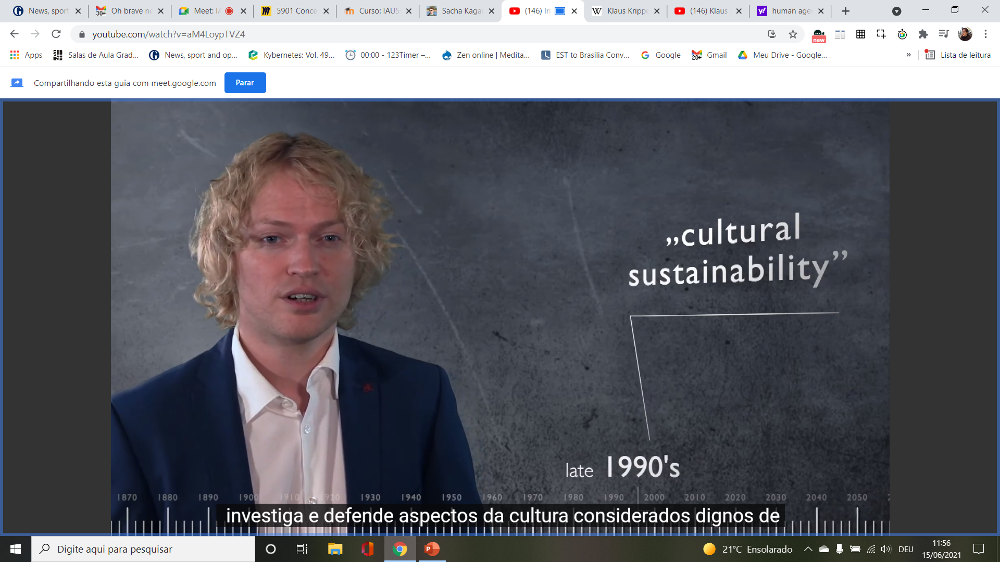 News, sport
Oh brave ne
Meet: IA
5901 Conce
Curso: IAU5
Sacha Kaga
(146) In
Klaus Krippe
(146) Klaus
human age
youtube.com/watch?v=aM4LoypTVZ4
new
Apps
Salas de Aula Grad...
News, sport and op...
Kybernetes: Vol. 49...
00:00 - 123Timer –...
Zen online | Medita...
EST to Brasilia Conv...
Google
Gmail
Meu Drive - Google...
»
Lista de leitura
Compartilhando esta guia com meet.google.com
Parar
„cultural
sustainability”
late 1990's
1870 1880 1890 1900 1910 1920 1930 1940 1950 1960 1970 1980 1990 2000 2010 2020 2030 2040 2050
investiga e defende aspectos da cultura considerados dignos de
Digite aqui para pesquisar
21°C Ensolarado
DEU
11:56
15/06/2021